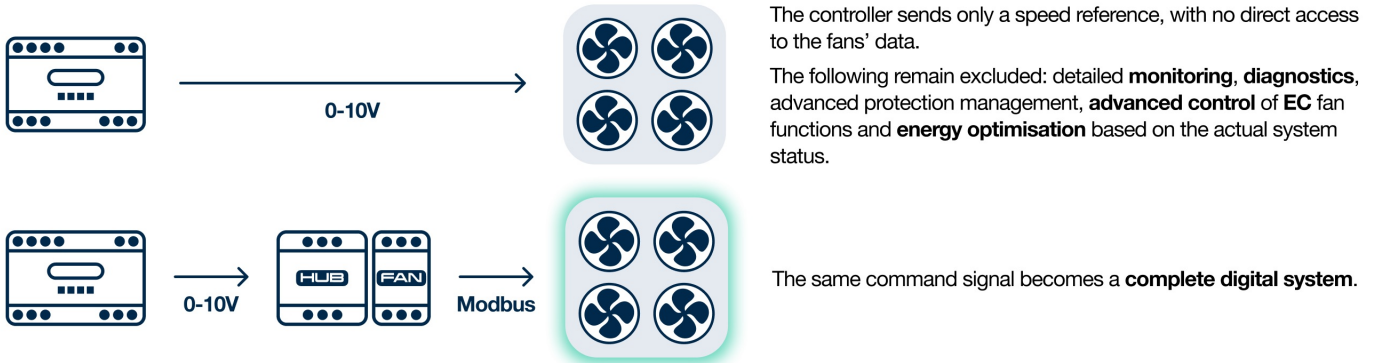 0-10V
The controller sends only a speed reference, with no direct access
to the fans’ data.
The following remain excluded: detailed monitoring, diagnostics,
advanced protection management, advanced control of EC fan
functions and energy optimisation based on the actual system
status.
0-10V
HUB
FAN
Modbus
The same command signal becomes a complete digital system.